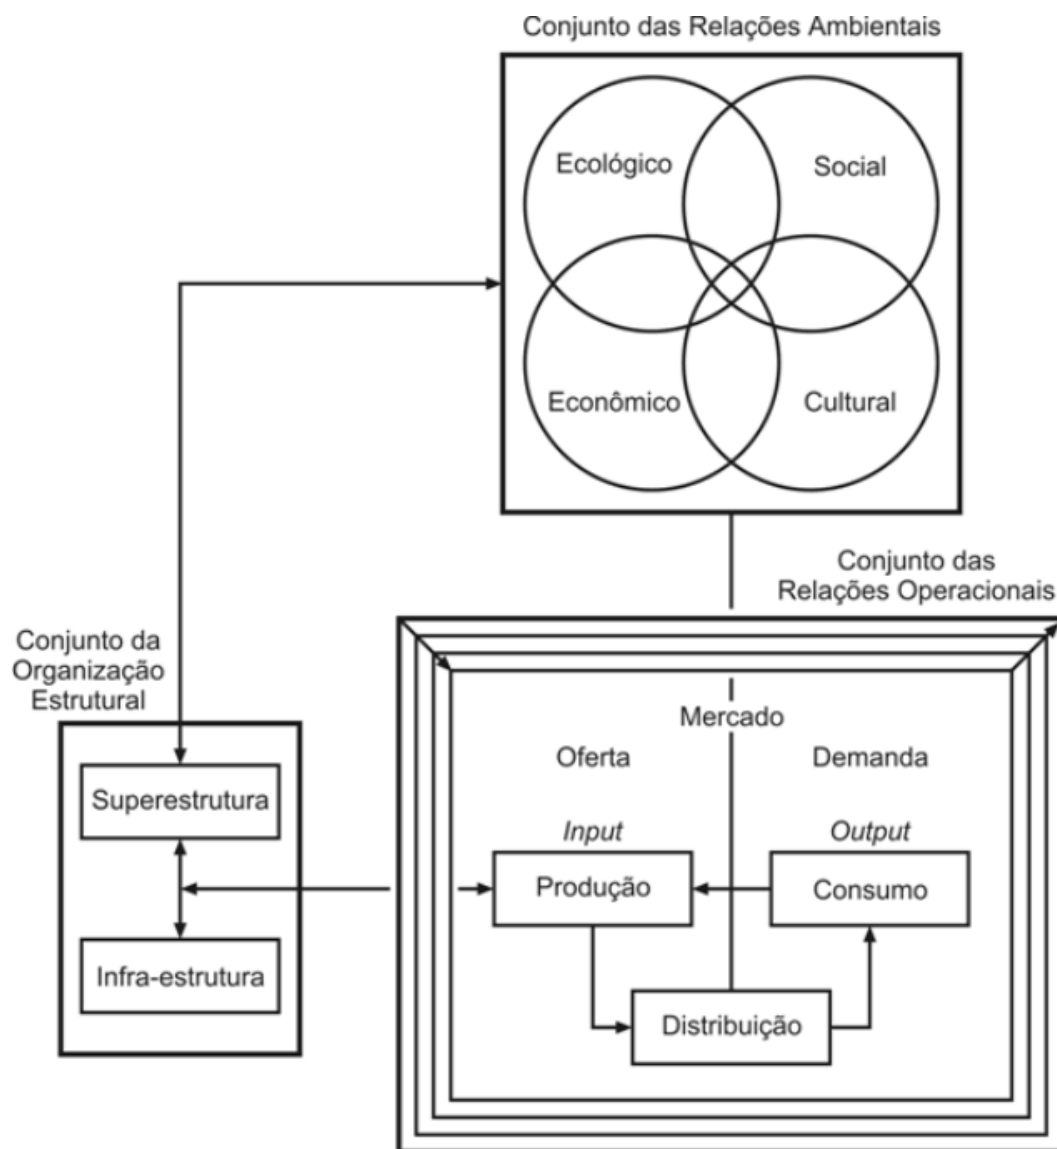 Conjunto das Relações Ambientais
Ecológico
Social
Econômico
Cultural
Conjunto das
Relações Operacionais
Conjunto da
Organização
Estrutural
Superestrutura
Infra-estrutura
Mercado
Oferta
Demanda
Input
Output
Produção
Consumo
Distribuição